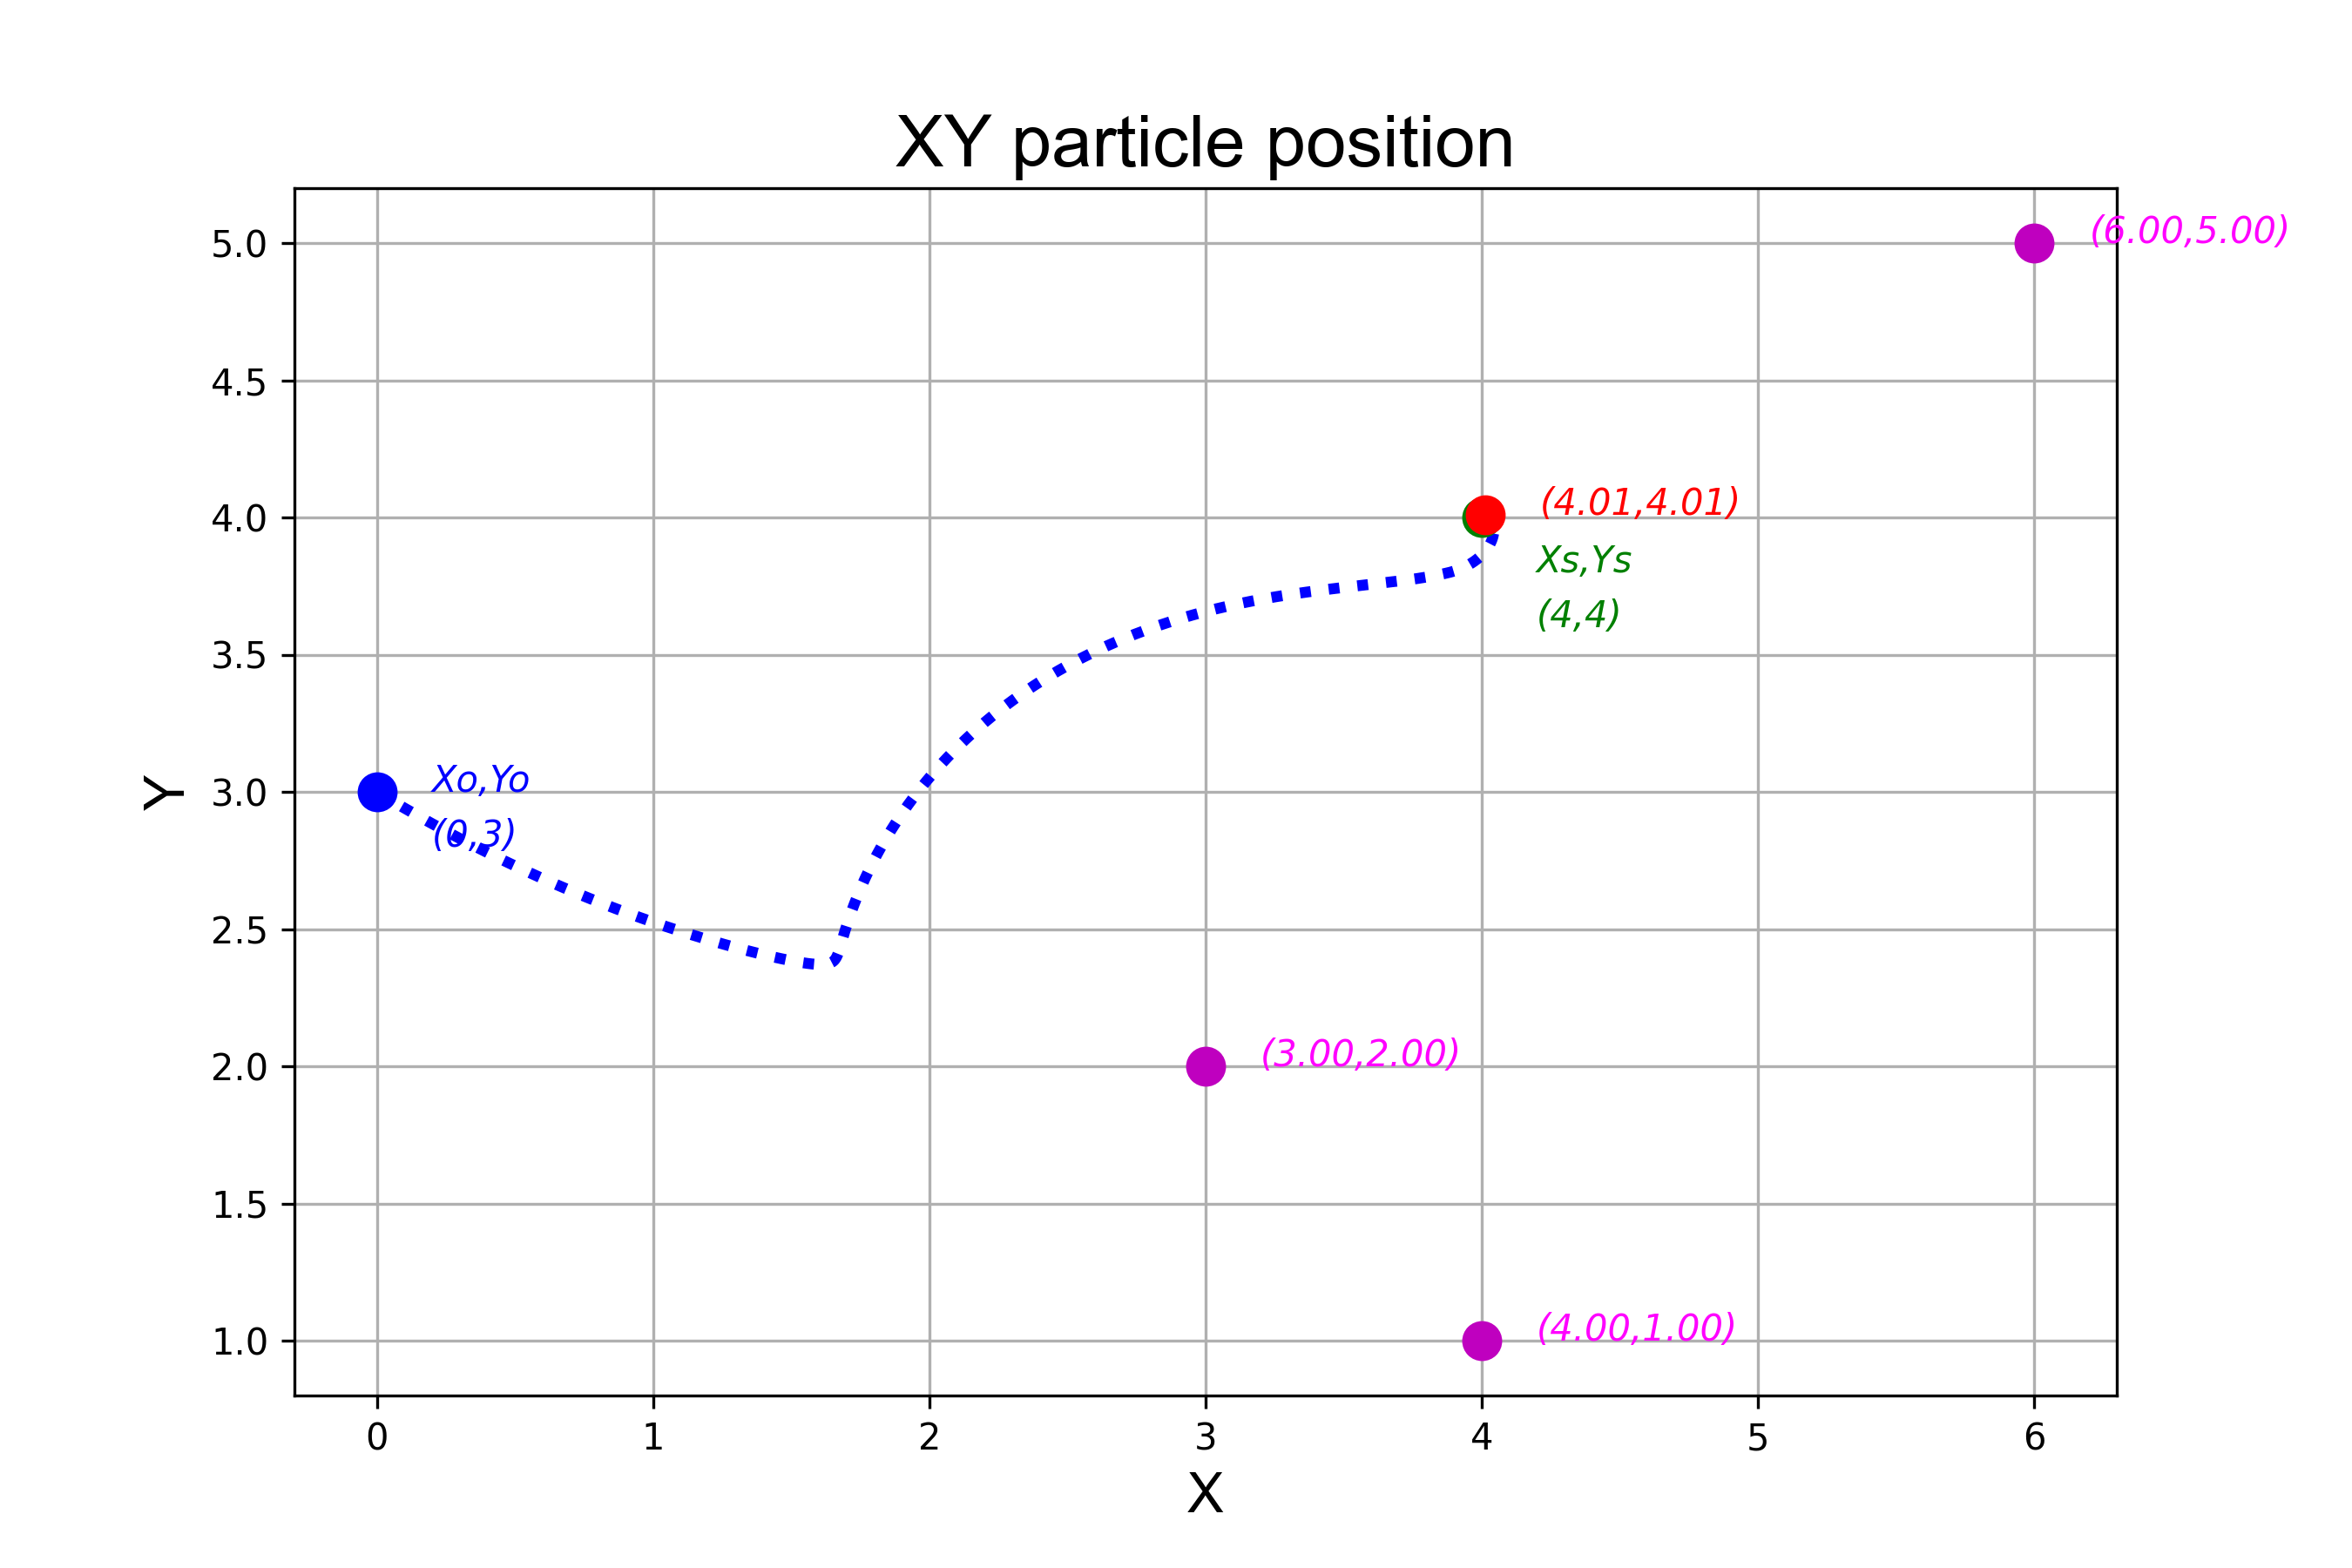 XY particle position
5.0
4.5
4.0
3.5
3.0
2.5
2.0
1.5
1.0
Y
(6.00,5.00)
(4.01,4.01)
Xs,Ys
(4,4)
Xo,Yo
(0,3)
(3.00,2.00)
(4.00,1.00)
0 1 2 3 4 5 6
X